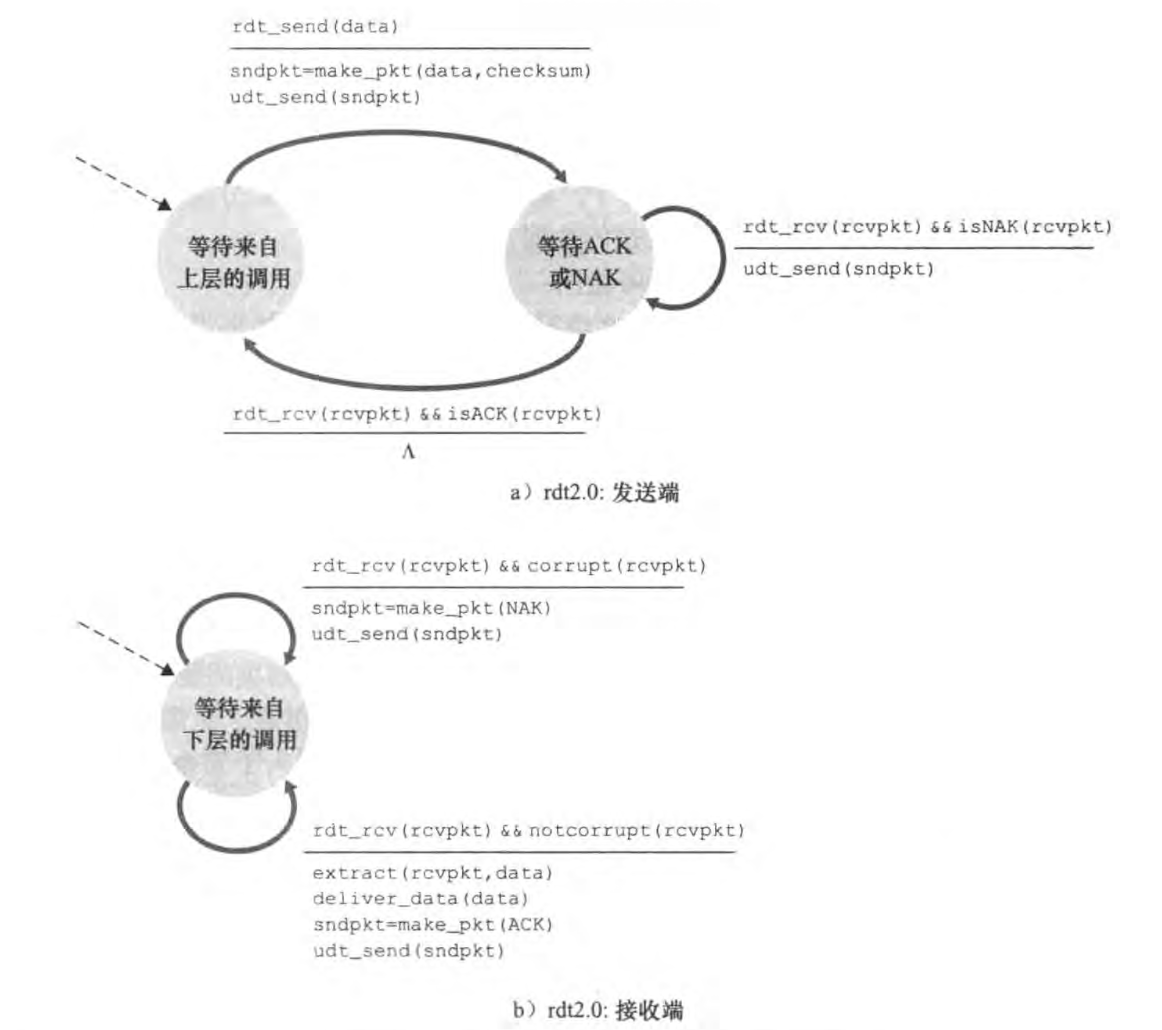 rdt_send(data)
sndpkt=make_pkt(data,checksum)
udt_send(sndpkt)
等待来自
上层的调用
等待ACK
或NAK
rdt_rcv(rcvpkt) && isNAK(rcvpkt)
udt_send(sndpkt)
rdt_rcv(rcvpkt) && isACK(rcvpkt)
Λ
a）rdt2.0: 发送端
rdt_rcv(rcvpkt) && corrupt(rcvpkt)
sndpkt=make_pkt(NAK)
udt_send(sndpkt)
等待来自
下层的调用
rdt_rcv(rcvpkt) && notcorrupt(rcvpkt)
extract(rcvpkt,data)
deliver_data(data)
sndpkt=make_pkt(ACK)
udt_send(sndpkt)
b）rdt2.0: 接收端